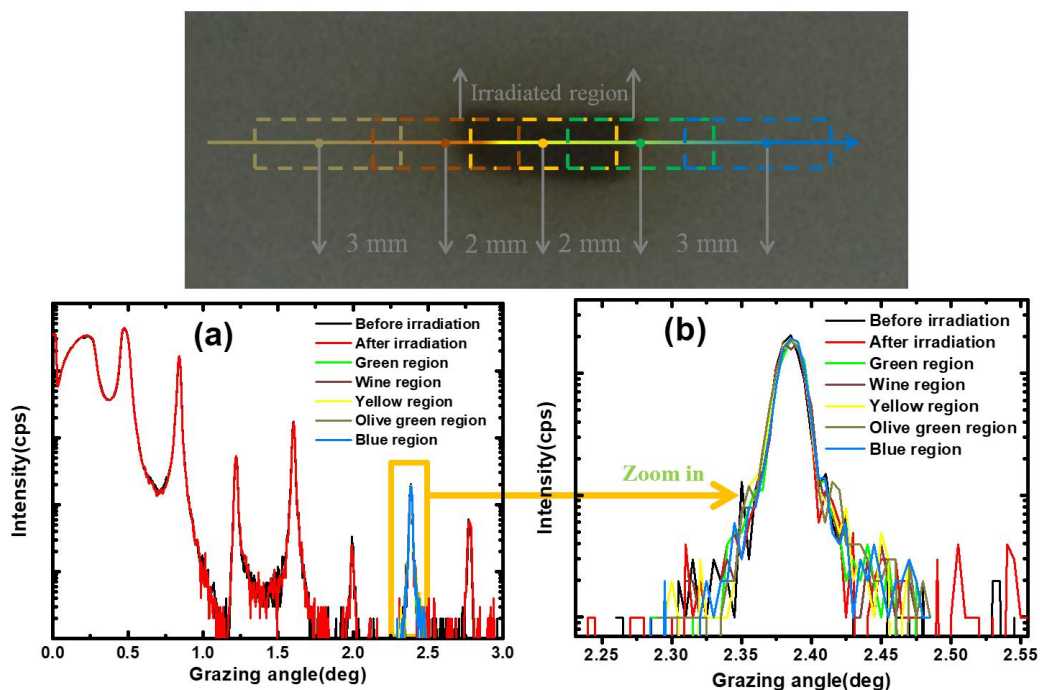 Irradiated region
3 mm
2 mm
2 mm
3 mm
(a)
Before irradiation
After irradiation
Green region
Wine region
Yellow region
Olive green region
Blue region
Intensity(cps)
0.0 0.5 1.0 1.5 2.0 2.5 3.0
Grazing angle(deg)
Zoom in
(b)
Before irradiation
After irradiation
Green region
Wine region
Yellow region
Olive green region
Blue region
Intensity(cps)
2.25 2.30 2.35 2.40 2.45 2.50 2.55
Grazing angle(deg)